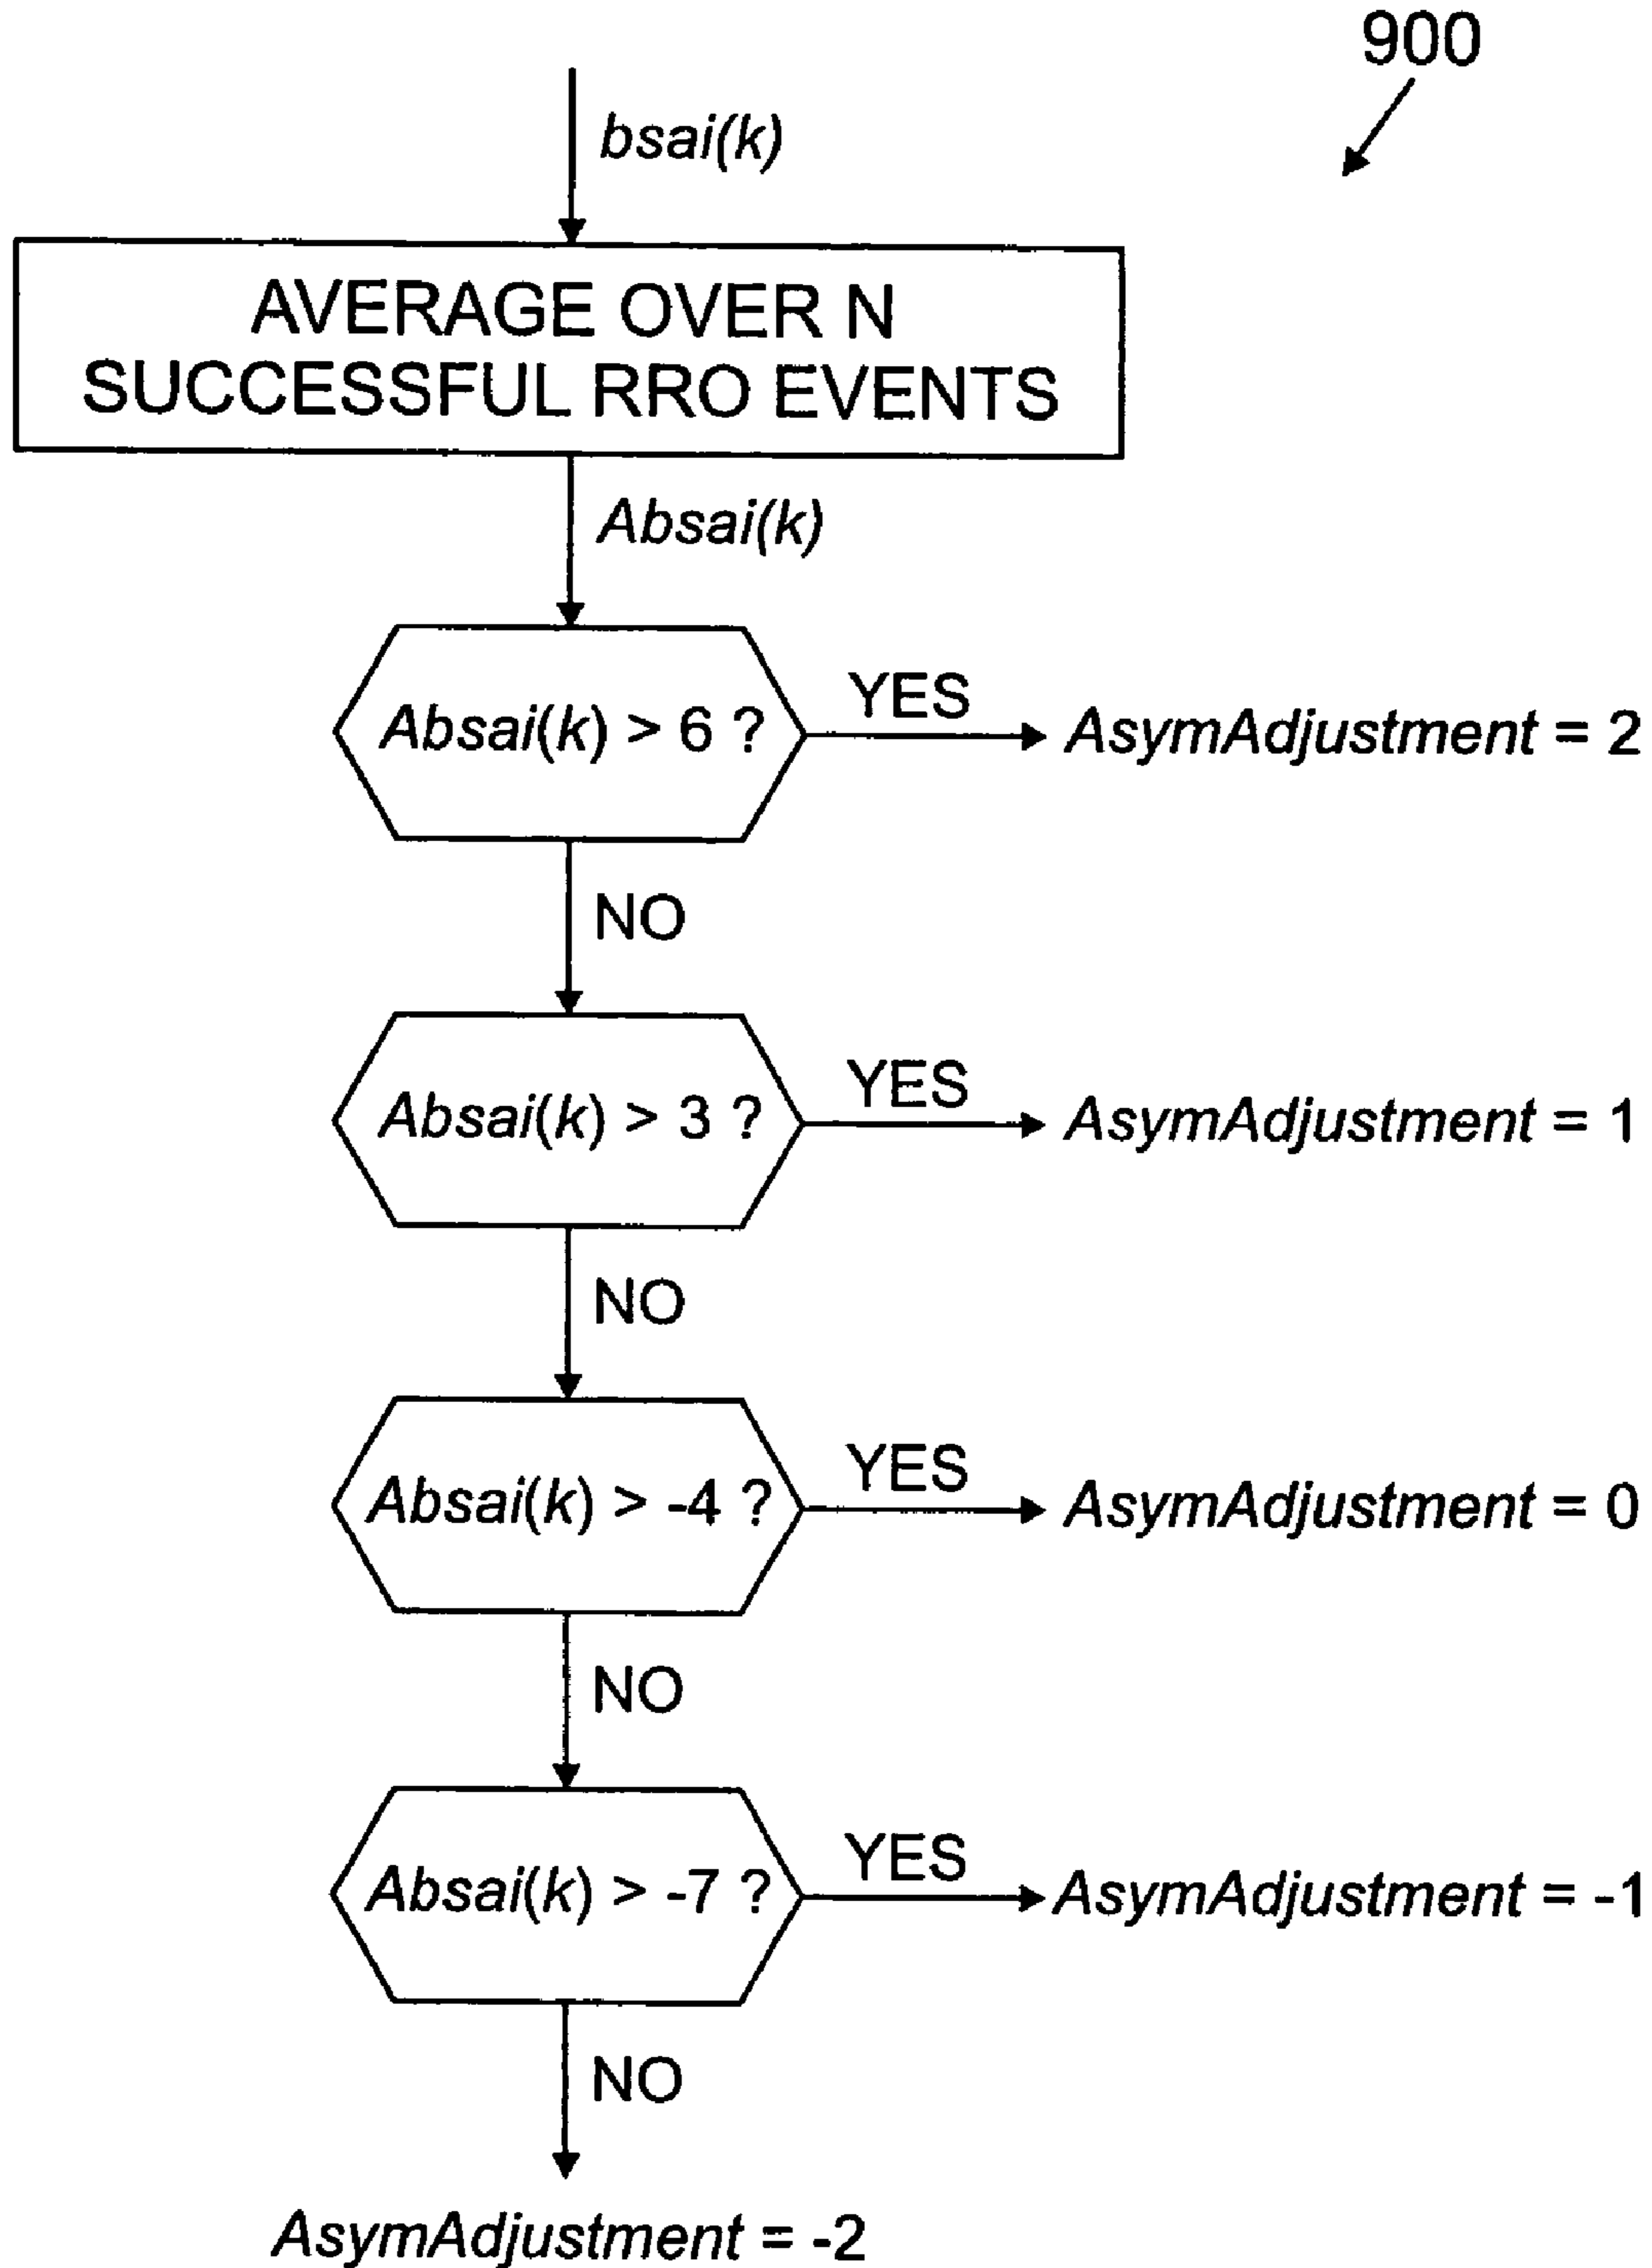 900
bsai(k)
AVERAGE OVER N
SUCCESSFUL RRO EVENTS
Absai(k)
Absai(k) > 6 ?
YES
AsymAdjustment = 2
NO
Absai(k) > 3 ?
YES
AsymAdjustment = 1
NO
Absai(k) > -4 ?
YES
AsymAdjustment = 0
NO
Absai(k) > -7 ?
YES
AsymAdjustment = -1
NO
AsymAdjustment = -2